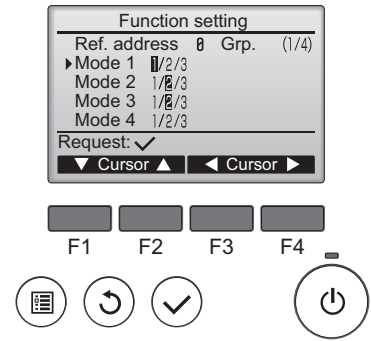 Function setting
Ref. address 0 Grp. (1/4)
Mode 1 1/2/3
Mode 2 1/2/3
Mode 3 1/2/3
Mode 4 1/2/3
Request: ✓
▼ Cursor ▲ ◀ Cursor ▶
F1 F2 F3 F4